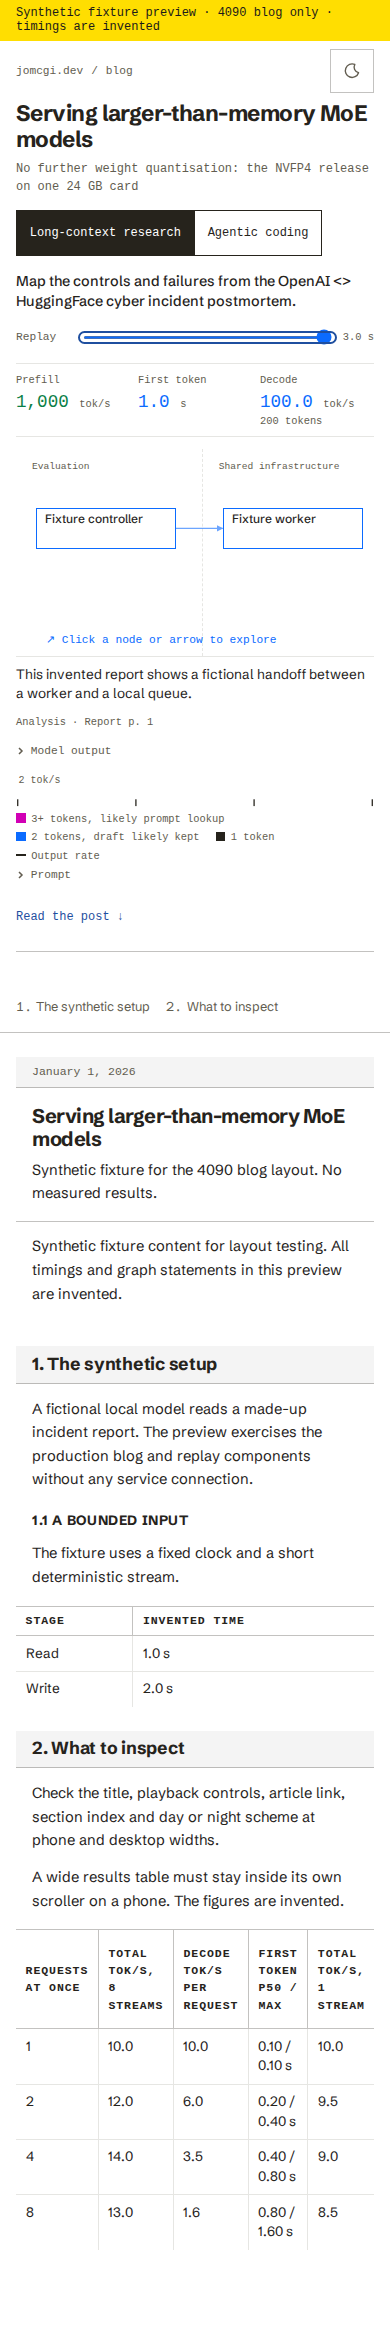 Synthetic fixture preview · 4090 blog only ·
timings are invented
jomcgi.dev / blog
Serving larger-than-memory MoE
models
No further weight quantisation: the NVFP4 release
on one 24 GB card
Long-context research
Agentic coding
Map the controls and failures from the OpenAI <>
HuggingFace cyber incident postmortem.
Replay
3.0 s
Prefill
First token
Decode
1,000 tok/s
1.0 s
100.0 tok/s
200 tokens
Evaluation
Shared infrastructure
Fixture controller
Fixture worker
↗ Click a node or arrow to explore
This invented report shows a fictional handoff between
a worker and a local queue.
Analysis · Report p. 1
› Model output
2 tok/s
3+ tokens, likely prompt lookup
2 tokens, draft likely kept
1 token
Output rate
› Prompt
Read the post ↓
1. The synthetic setup
2. What to inspect
January 1, 2026
Serving larger-than-memory MoE
models
Synthetic fixture for the 4090 blog layout. No
measured results.
Synthetic fixture content for layout testing. All
timings and graph statements in this preview
are invented.
1. The synthetic setup
A fictional local model reads a made-up
incident report. The preview exercises the
production blog and replay components
without any service connection.
1.1 A BOUNDED INPUT
The fixture uses a fixed clock and a short
deterministic stream.
STAGE
INVENTED TIME
Read
1.0 s
Write
2.0 s
2. What to inspect
Check the title, playback controls, article link,
section index and day or night scheme at
phone and desktop widths.
A wide results table must stay inside its own
scroller on a phone. The figures are invented.
REQUESTS
AT ONCE
TOTAL
TOK/S,
8
STREAMS
DECODE
TOK/S
PER
REQUEST
FIRST
TOKEN
P50 /
MAX
TOTAL
TOK/S,
1
STREAM
1
10.0
10.0
0.10 /
0.10 s
10.0
2
12.0
6.0
0.20 /
0.40 s
9.5
4
14.0
3.5
0.40 /
0.80 s
9.0
8
13.0
1.6
0.80 /
1.60 s
8.5